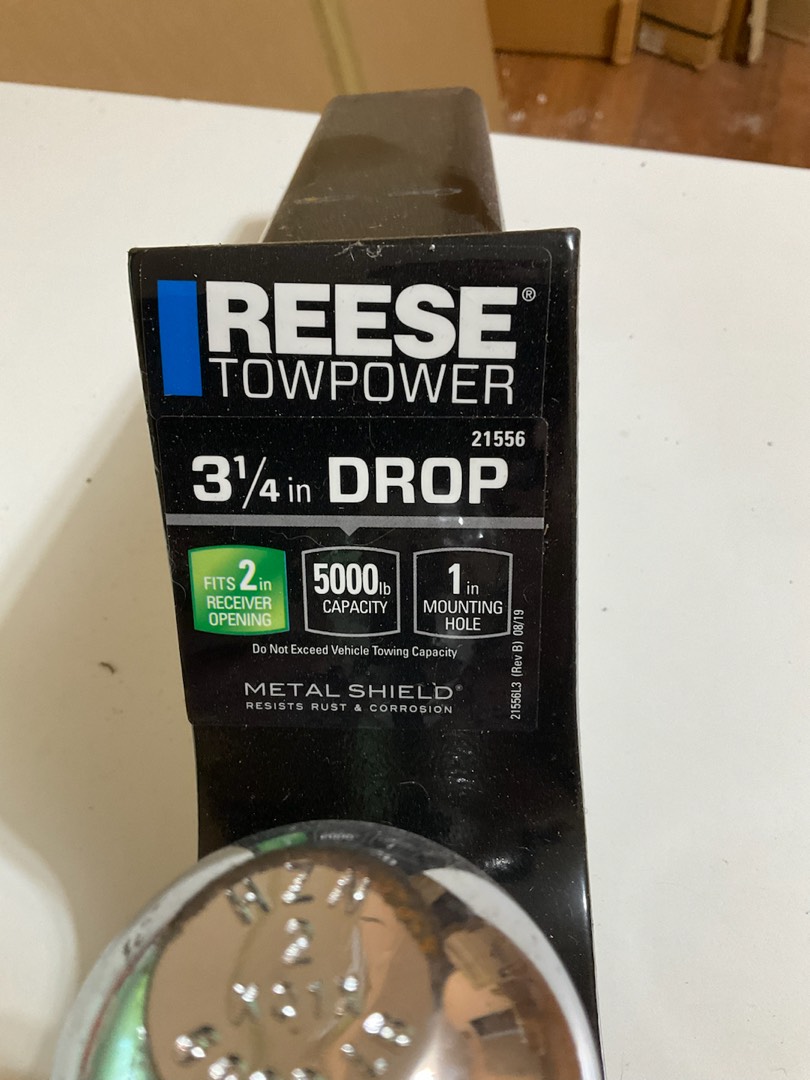 REESE®
TOWPOWER
21556
3¼ in DROP
FITS 2 in
RECEIVER
OPENING
5000 lb
CAPACITY
1 in
MOUNTING
HOLE
Do Not Exceed Vehicle Towing Capacity
METAL SHIELD®
RESISTS RUST & CORROSION
21556L3 (Rev B) 08/19
2